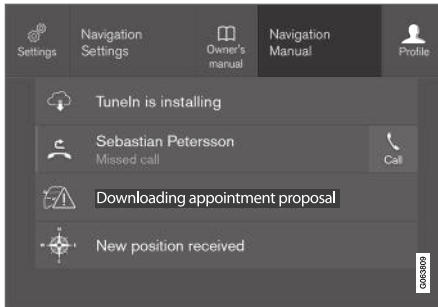 Settings
Navigation
Settings
Owner's
manual
Navigation
Manual
Profile
TuneIn is installing
Sebastian Petersson
Missed call
Call
Downloading appointment proposal
New position received
G063809